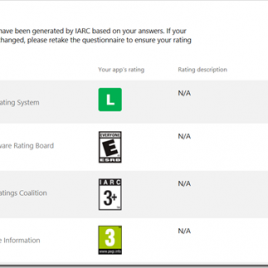 have been generated by IARC based on your answers. If your
changed, please retake the questionnaire to ensure your rating
Your app's rating Rating description
ating System L N/A
ware Rating Board E EVERYONE ESRB N/A
atings Coalition IARC 3+ N/A
e Information 3 www.pegi.info N/A